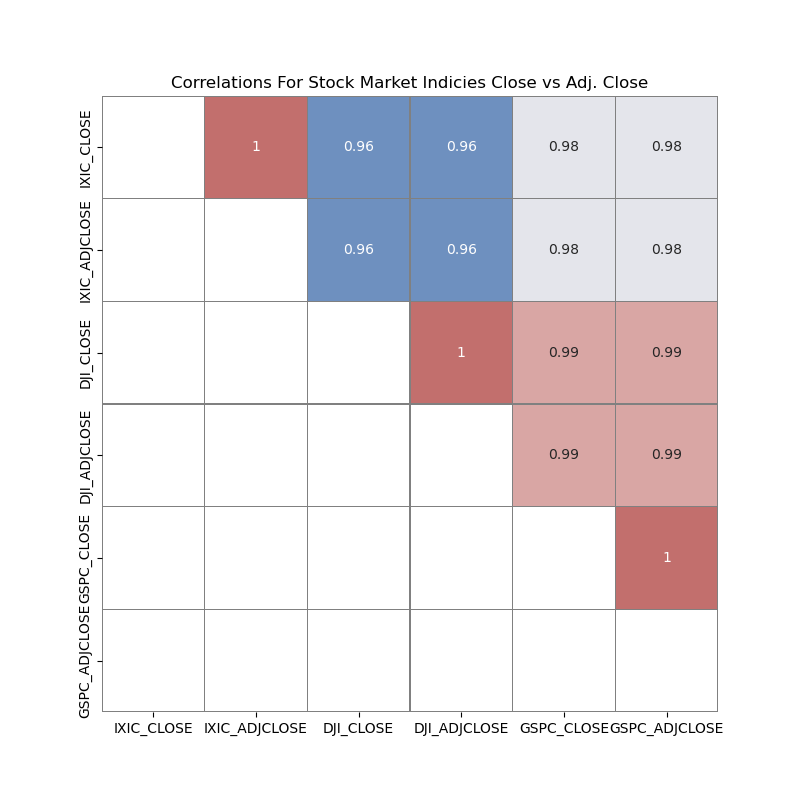 Correlations For Stock Market Indicies Close vs Adj. Close
IXIC_CLOSE
1
0.96
0.96
0.98
0.98
IXIC_ADJCLOSE
0.96
0.96
0.98
0.98
DJI_CLOSE
1
0.99
0.99
DJI_ADJCLOSE
0.99
0.99
GSPC_CLOSE
1
GSPC_ADJCLOSE
IXIC_CLOSE
IXIC_ADJCLOSE
DJI_CLOSE
DJI_ADJCLOSE
GSPC_CLOSE
GSPC_ADJCLOSE